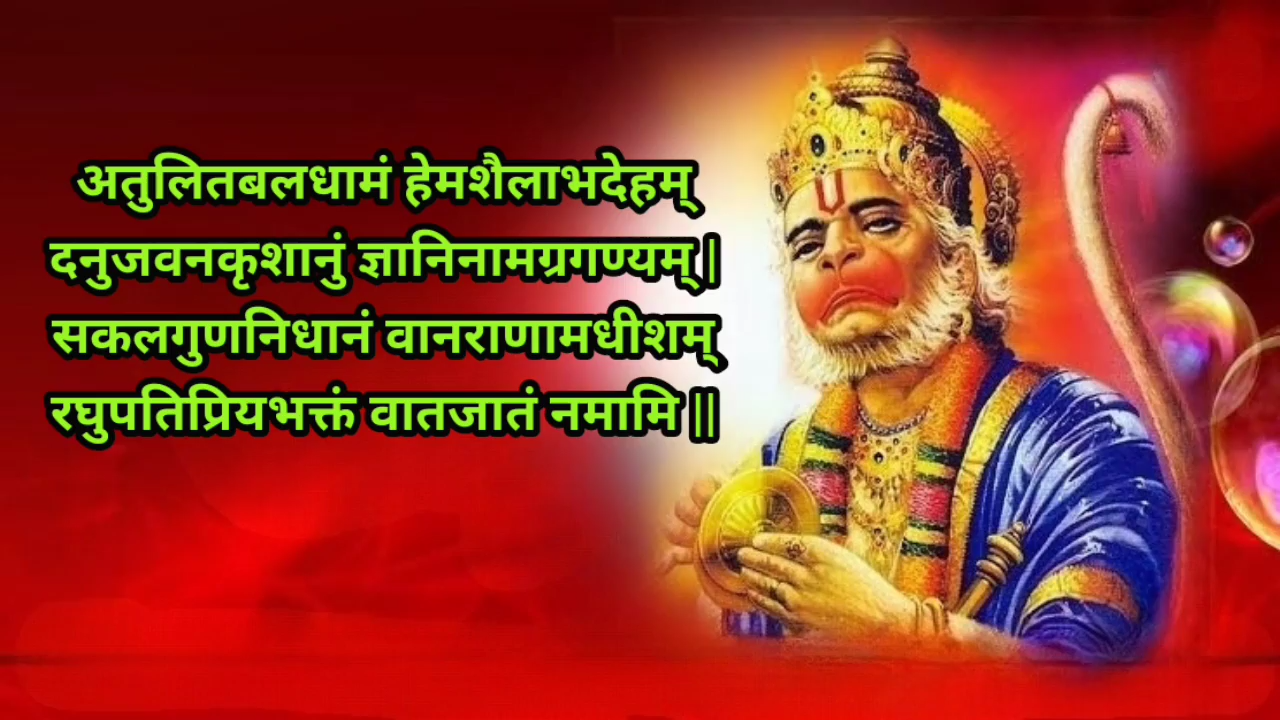 अतुलितबलधामं हेमशैलाभदेहम्
दनुजवनकृशानुं ज्ञानिनामग्रगण्यम् |
सकलगुणनिधानं वानराणामधीशम्
रघुपतिप्रियभक्तं वातजातं नमामि ||